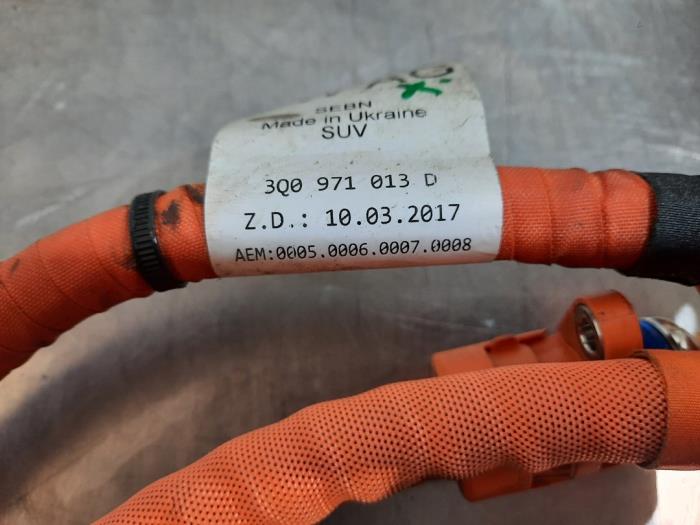 SEBN
Made in Ukraine
SUV
3Q0 971 013 D
Z.D.: 10.03.2017
AEM:0005.0006.0007.0008